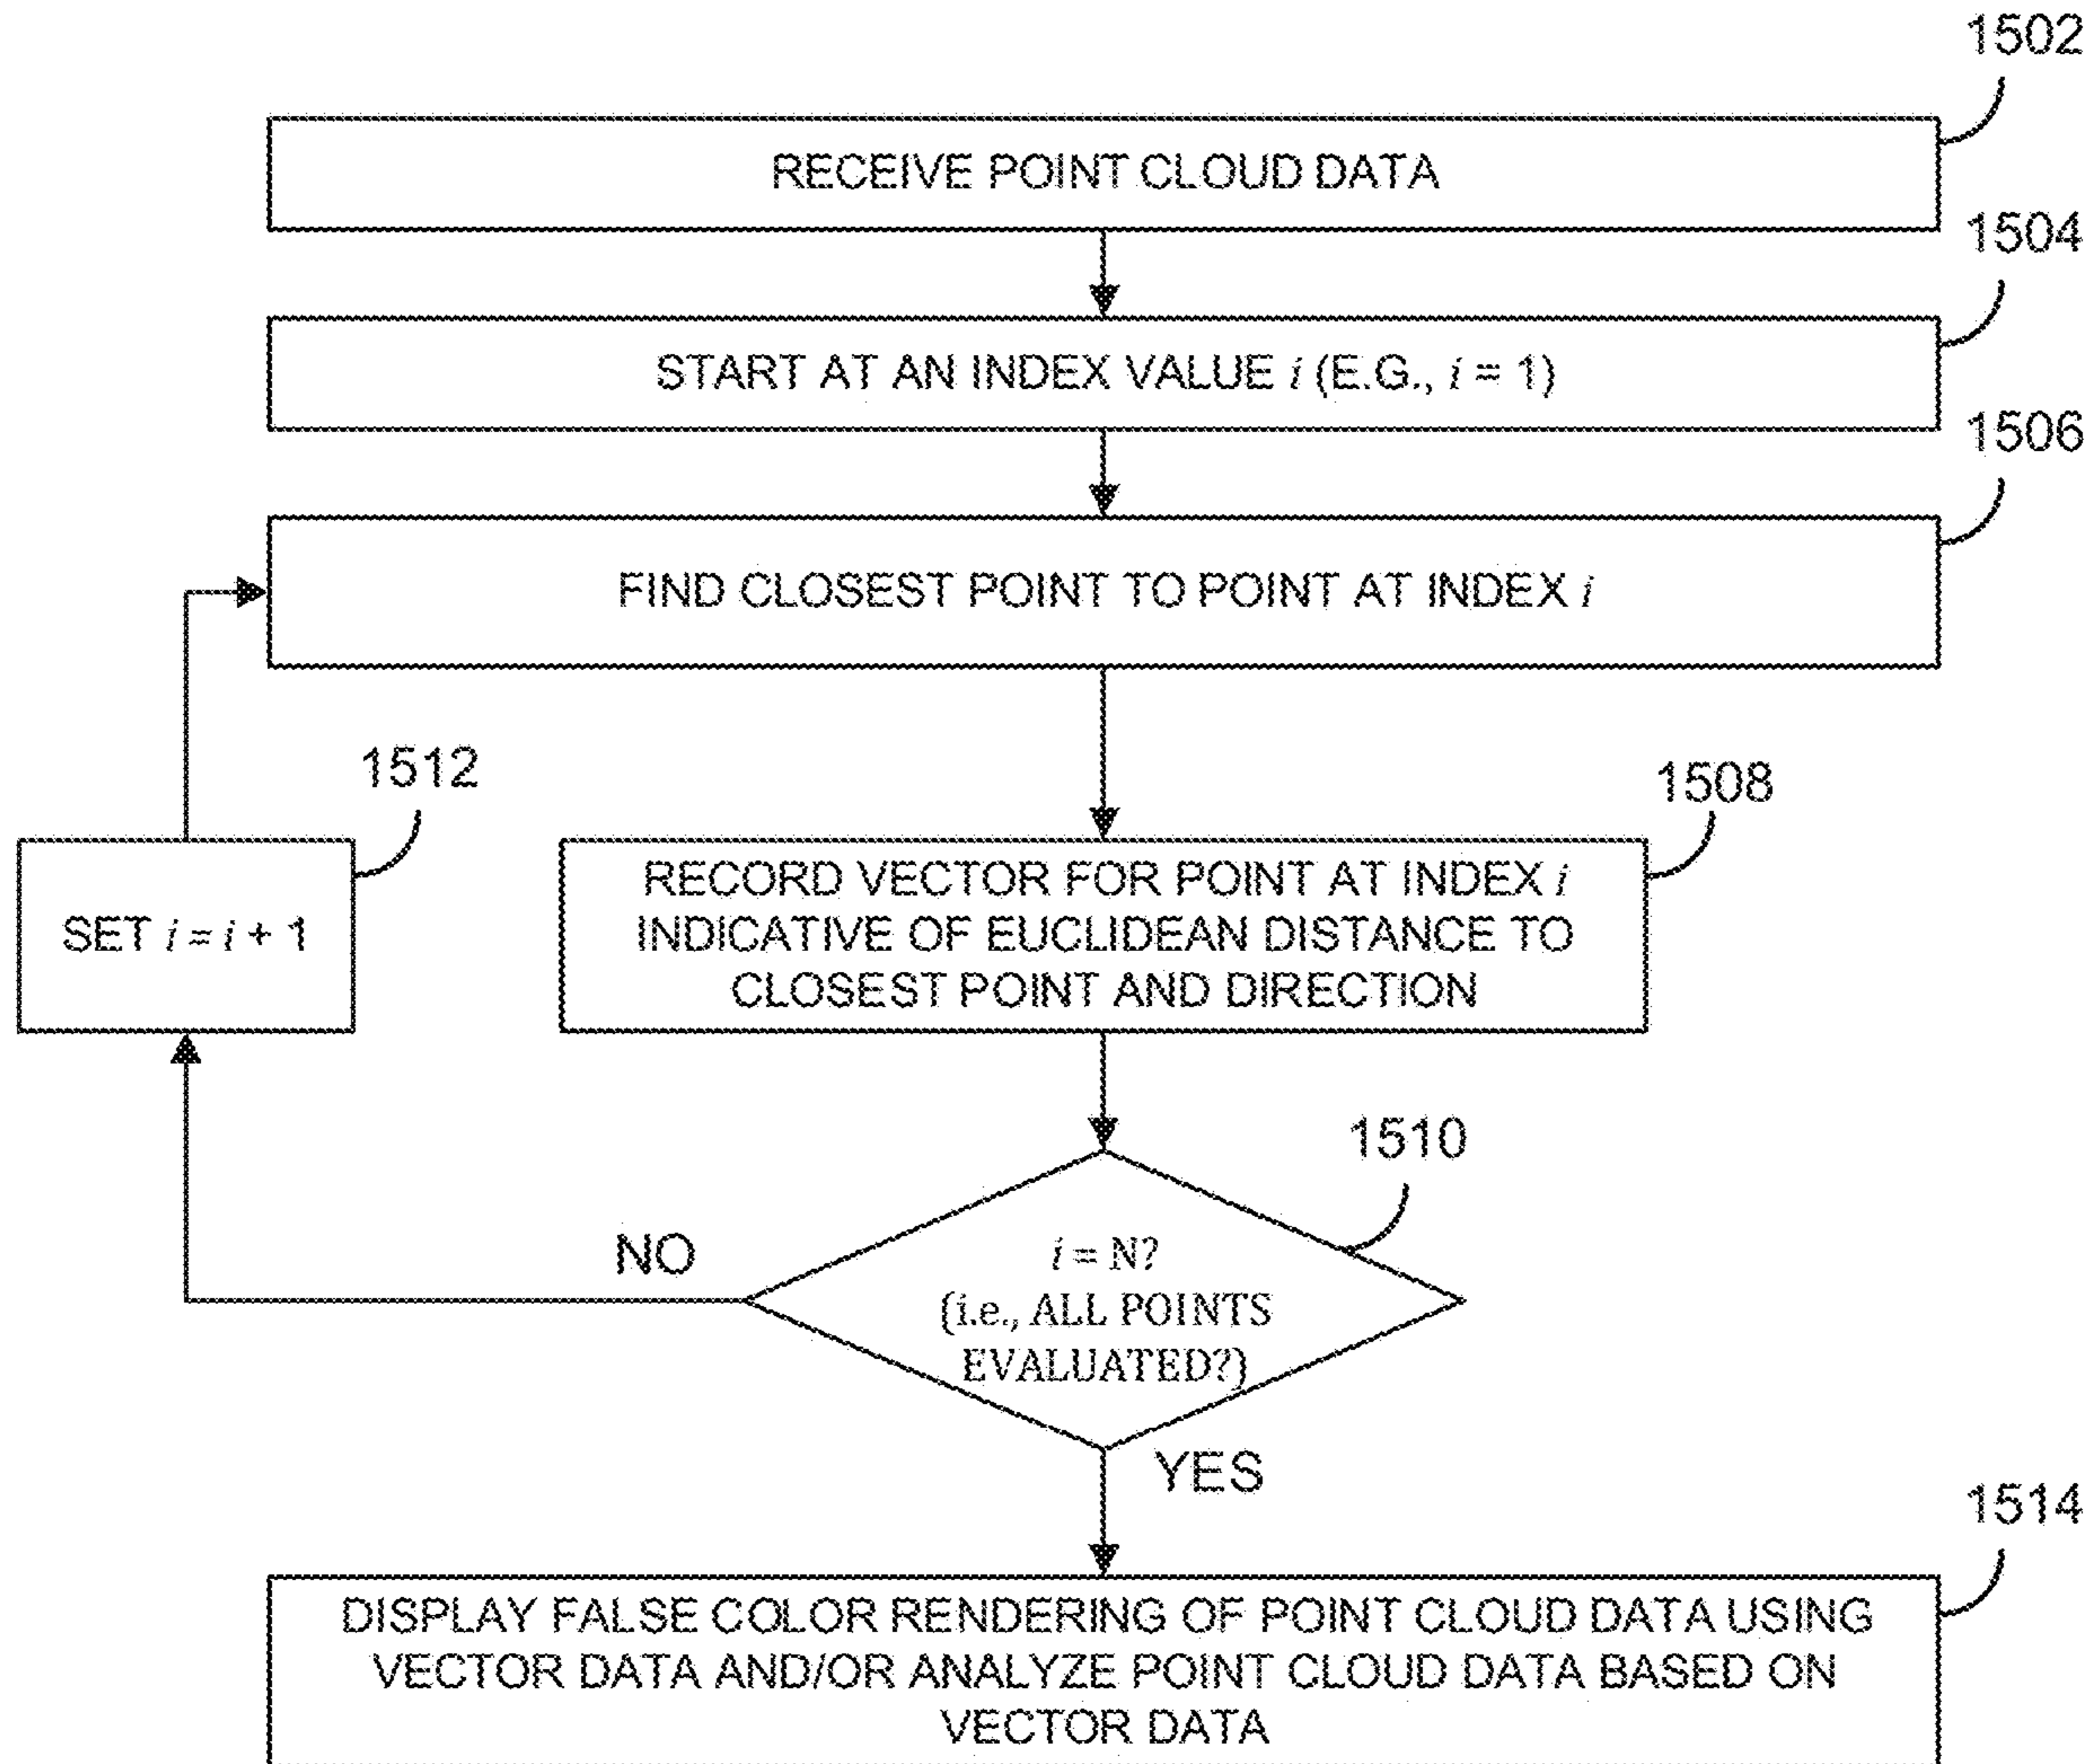 1502
RECEIVE POINT CLOUD DATA
1504
START AT AN INDEX VALUE i (E.G., i = 1)
1506
FIND CLOSEST POINT TO POINT AT INDEX i
1512
1508
SET i = i + 1
RECORD VECTOR FOR POINT AT INDEX i
INDICATIVE OF EUCLIDEAN DISTANCE TO
CLOSEST POINT AND DIRECTION
1510
NO
i = N?
(i.e., ALL POINTS
EVALUATED?)
YES
1514
DISPLAY FALSE COLOR RENDERING OF POINT CLOUD DATA USING
VECTOR DATA AND/OR ANALYZE POINT CLOUD DATA BASED ON
VECTOR DATA